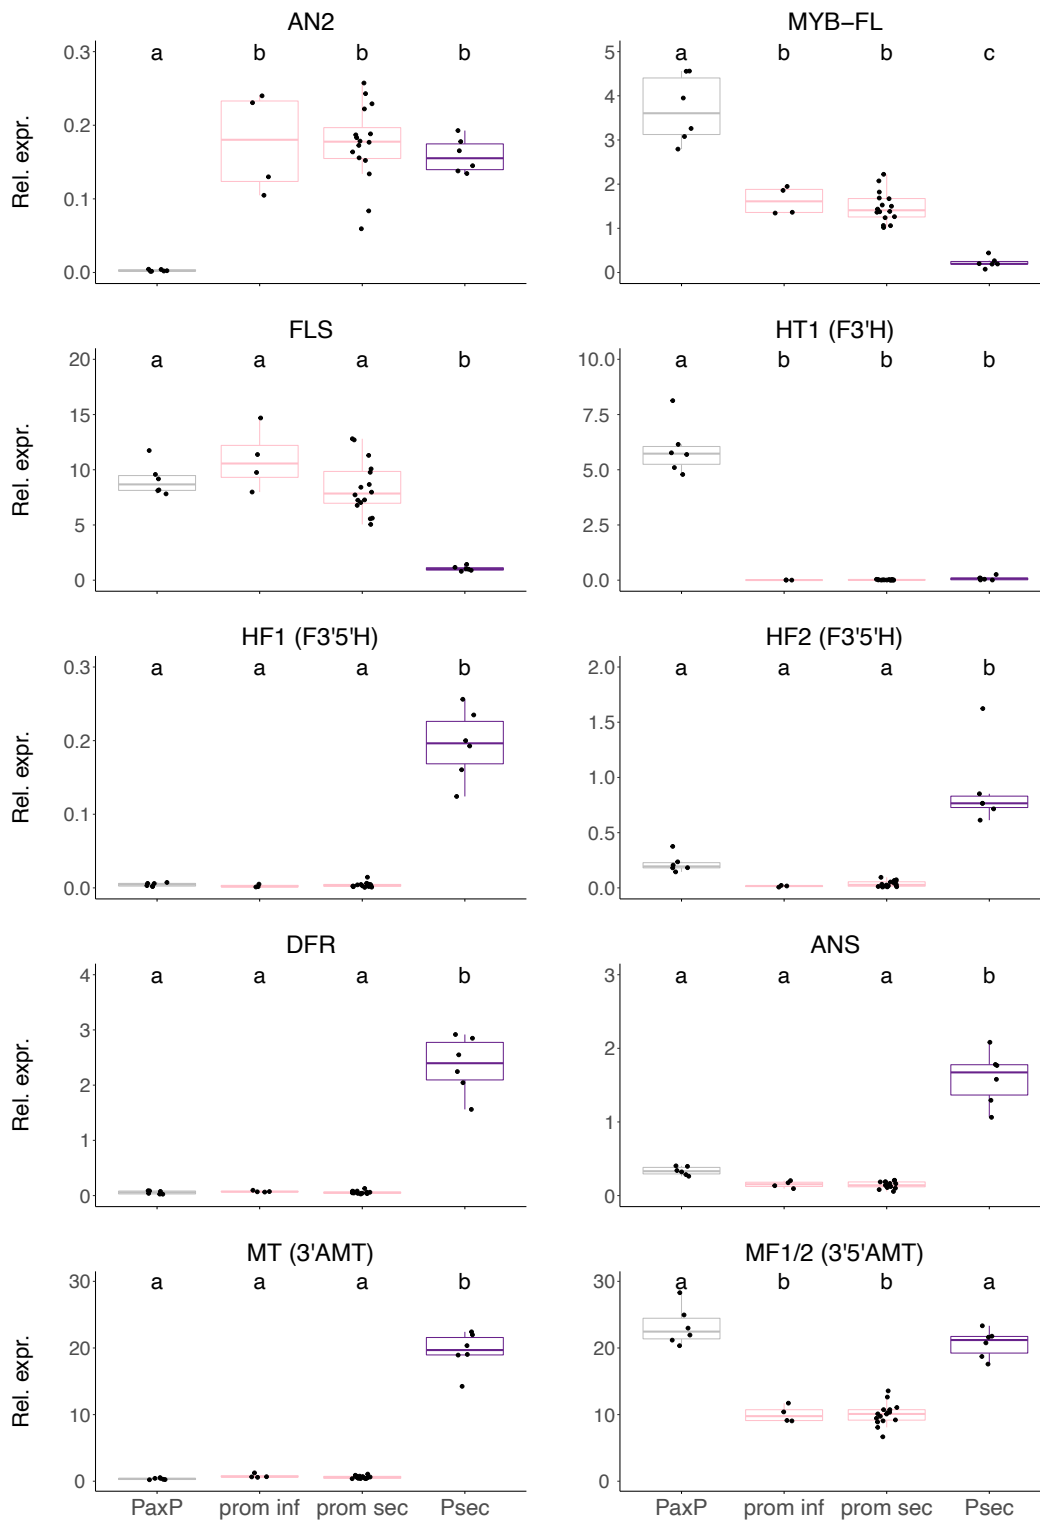 AN2
MYB−FL
a b b b
a b b c
0.3
0.2
0.1
0.0
Rel. expr.
5
4
3
2
1
0
FLS
HT1 (F3'H)
a a a b
a b b b
20
15
10
5
0
Rel. expr.
10.0
7.5
5.0
2.5
0.0
HF1 (F3'5'H)
HF2 (F3'5'H)
a a a b
a a a b
0.3
0.2
0.1
0.0
Rel. expr.
2.0
1.5
1.0
0.5
0.0
DFR
ANS
a a a b
a a a b
4
3
2
1
0
Rel. expr.
3
2
1
0
MT (3'AMT)
MF1/2 (3'5'AMT)
a a a b
a b b a
30
20
10
0
Rel. expr.
30
20
10
0
PaxP prom inf prom sec Psec
PaxP prom inf prom sec Psec